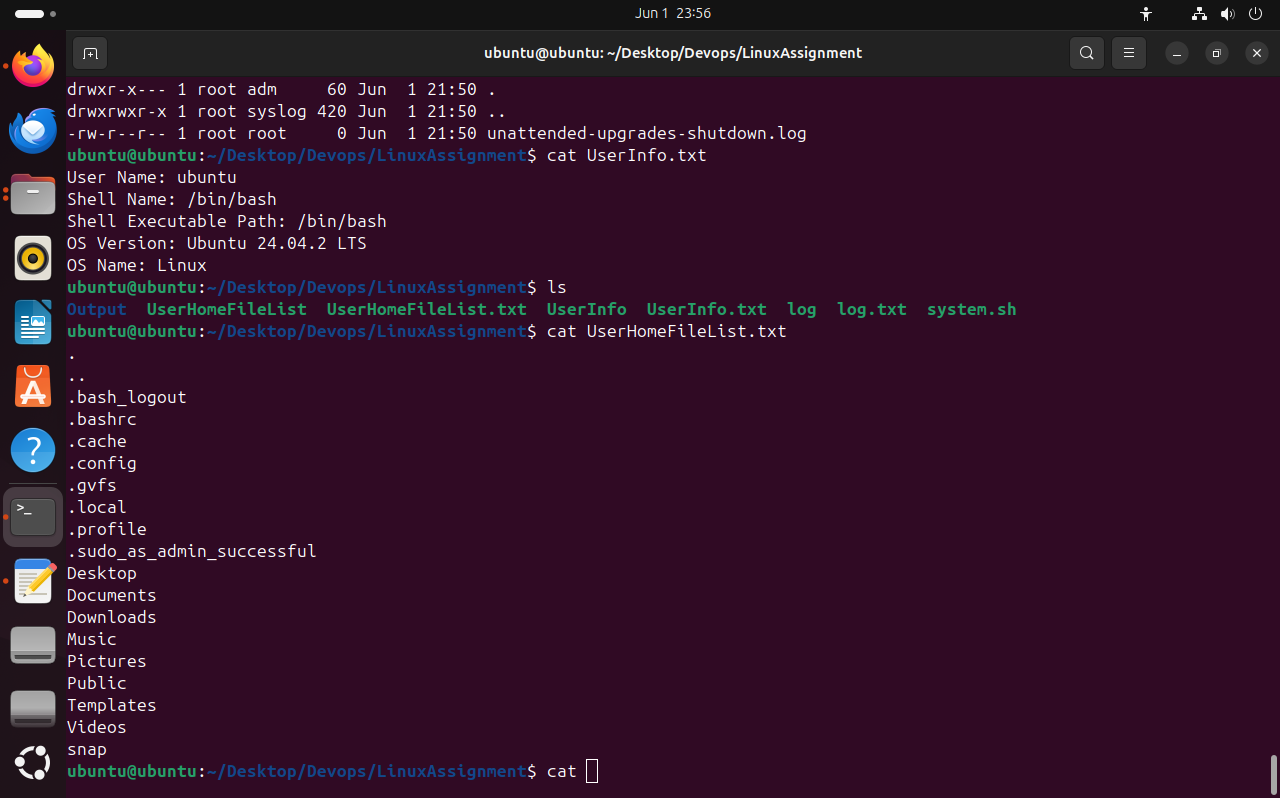 Jun 1 23:56
ubuntu@ubuntu: ~/Desktop/Devops/LinuxAssignment
drwxr-x--- 1 root adm     60 Jun  1 21:50 .
drwxrwxr-x 1 root syslog 420 Jun  1 21:50 ..
-rw-r--r-- 1 root root     0 Jun  1 21:50 unattended-upgrades-shutdown.log
ubuntu@ubuntu:~/Desktop/Devops/LinuxAssignment$ cat UserInfo.txt
User Name: ubuntu
Shell Name: /bin/bash
Shell Executable Path: /bin/bash
OS Version: Ubuntu 24.04.2 LTS
OS Name: Linux
ubuntu@ubuntu:~/Desktop/Devops/LinuxAssignment$ ls
Output  UserHomeFileList  UserHomeFileList.txt  UserInfo  UserInfo.txt  log  log.txt  system.sh
ubuntu@ubuntu:~/Desktop/Devops/LinuxAssignment$ cat UserHomeFileList.txt
.
..
.bash_logout
.bashrc
.cache
.config
.gvfs
.local
.profile
.sudo_as_admin_successful
Desktop
Documents
Downloads
Music
Pictures
Public
Templates
Videos
snap
ubuntu@ubuntu:~/Desktop/Devops/LinuxAssignment$ cat